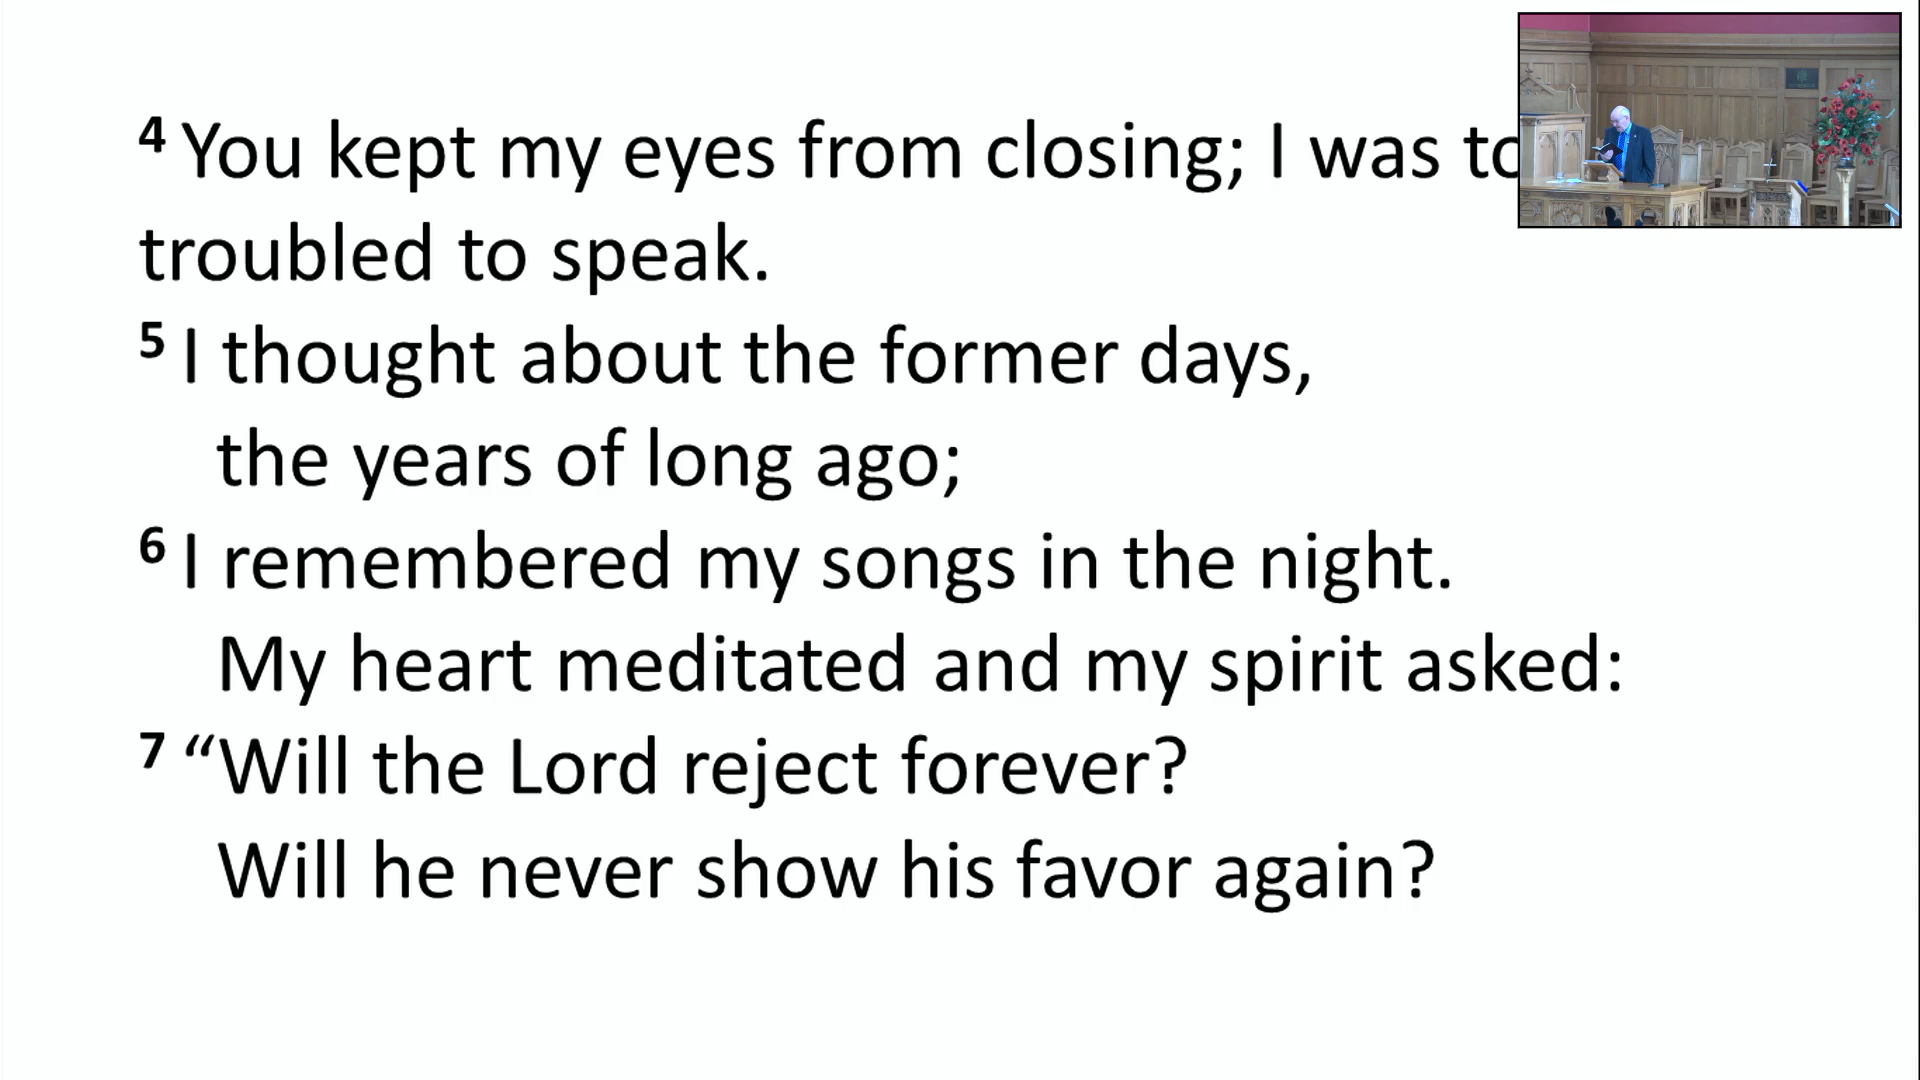 4 You kept my eyes from closing; I was
troubled to speak.
5 I thought about the former days,
the years of long ago;
6 I remembered my songs in the night.
My heart meditated and my spirit asked:
7 “Will the Lord reject forever?
Will he never show his favor again?